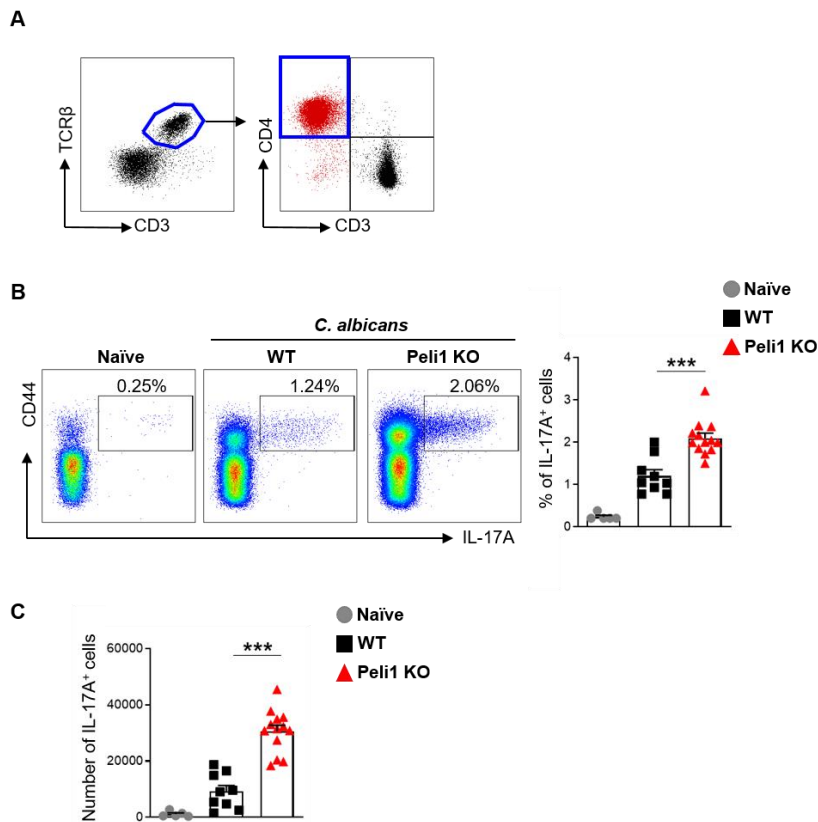 A
TCRβ
CD3
CD4
CD3
B
C. albicans
Naïve
WT
Peli1 KO
CD44
0.25%
1.24%
2.06%
IL-17A
Naïve
WT
Peli1 KO
% of IL-17A⁺ cells
4
3
2
1
0
***
C
Number of IL-17A⁺ cells
60000
40000
20000
0
***
Naïve
WT
Peli1 KO